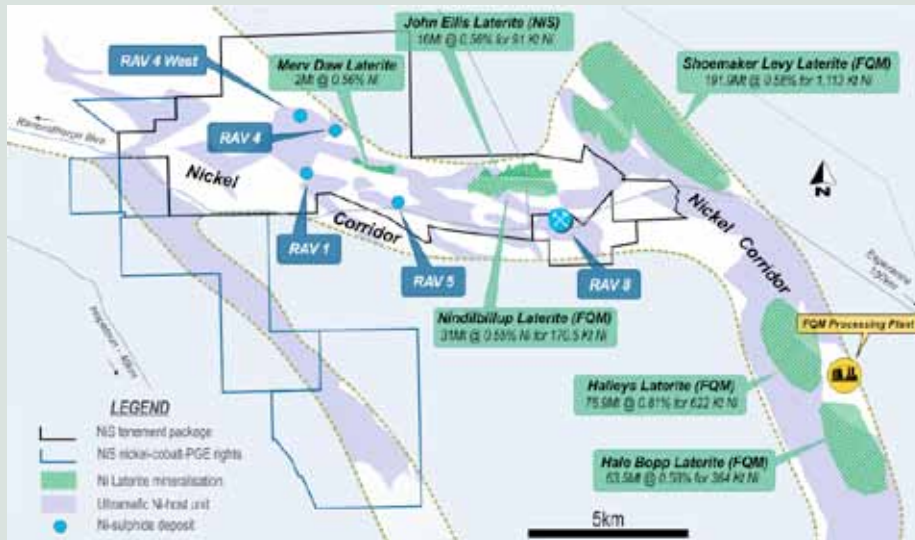 John Eills Laterite (NiS)
16Mt @ 0.56% for 91 Kt Ni
RAV 4 West
Merv Daw Laterite
2Mt @ 0.56% Ni
Shoemaker Levy Laterite (FQM)
191.9Mt @ 0.58% for 1,113 Kt Ni
RAV 4
Nickel
Corridor
RAV 1
RAV 5
RAV 8
N
Nickel Corridor
Esperance
Nindilbillup Laterite (FQM)
31Mt @ 0.55% Ni for 170.5 Kt Ni
FQM Processing Plant
Halleys Laterite (FQM)
76.9Mt @ 0.81% for 622 Kt Ni
Hale Bopp Laterite (FQM)
63.5Mt @ 0.58% for 364 Kt Ni
LEGEND
NiS tenement package
NiS nickel-cobalt-PGE rights
Ni Laterite mineralisation
Ultramafic Ni-host unit
Ni-sulphide deposit
5km